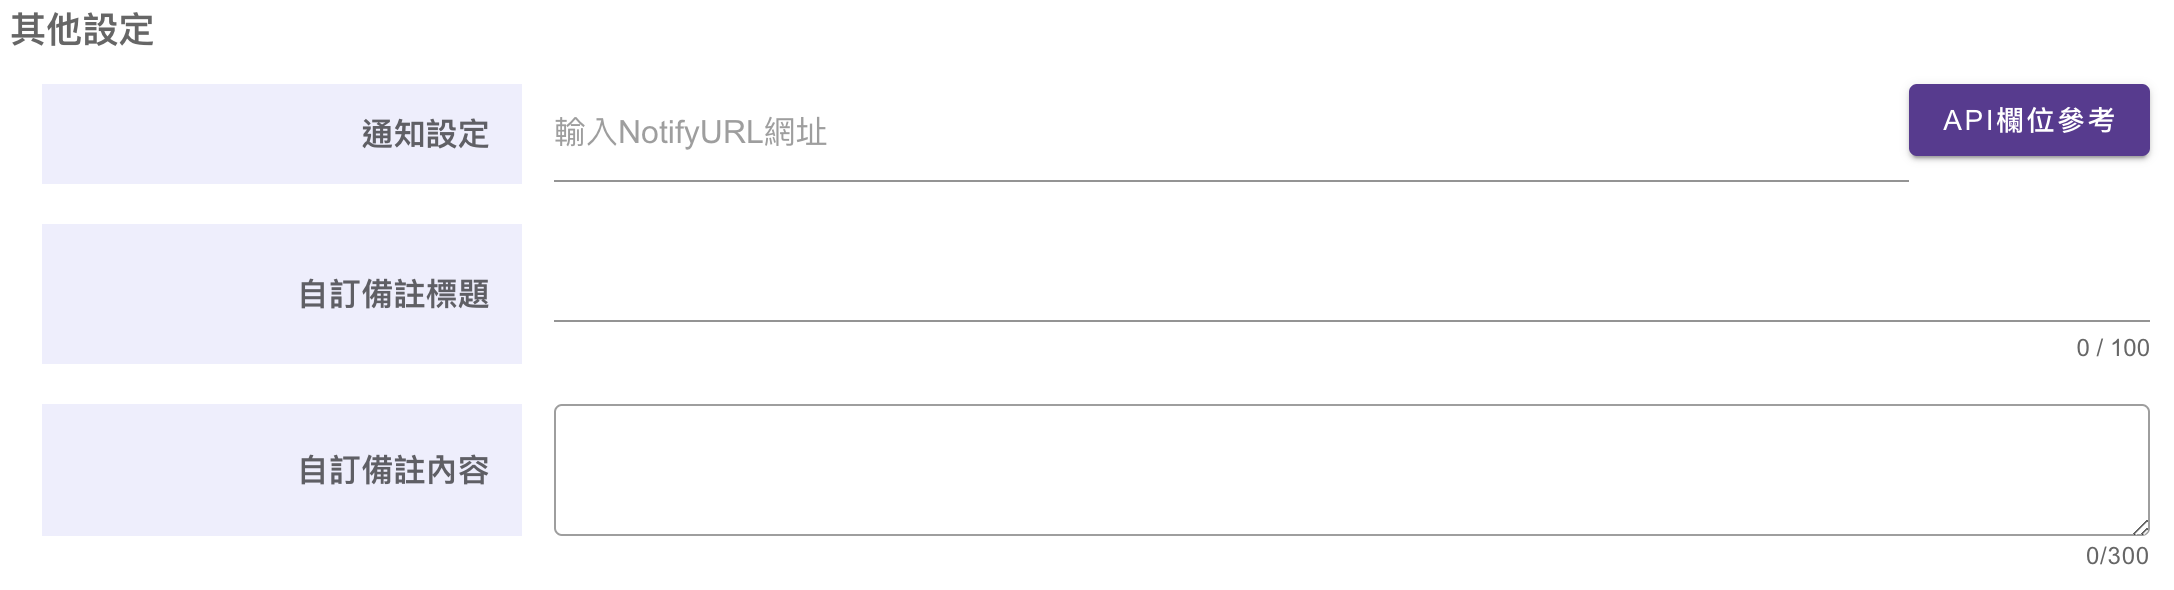 其他設定
通知設定
輸入NotifyURL網址
API欄位參考
自訂備註標題
0 / 100
自訂備註內容
0/300